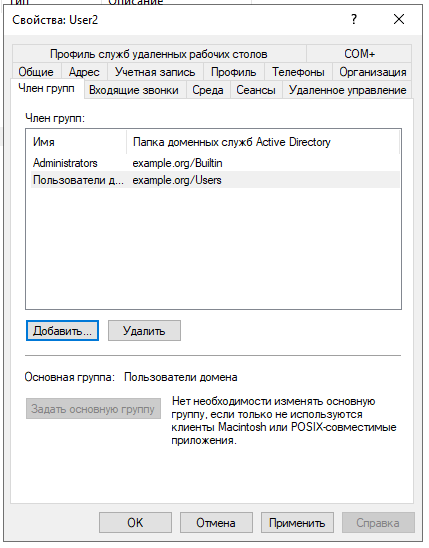 Свойства: User2
Профиль служб удаленных рабочих столов COM+
Общие Адрес Учетная запись Профиль Телефоны Организация
Член групп Входящие звонки Среда Сеансы Удаленное управление
Член групп:
Имя Папка доменных служб Active Directory
Administrators example.org/Builtin
Пользователи д... example.org/Users
Добавить... Удалить
Основная группа: Пользователи домена
Задать основную группу
Нет необходимости изменять основную
группу, если только не используются
клиенты Macintosh или POSIX-совместимые
приложения.
OK Отмена Применить Справка